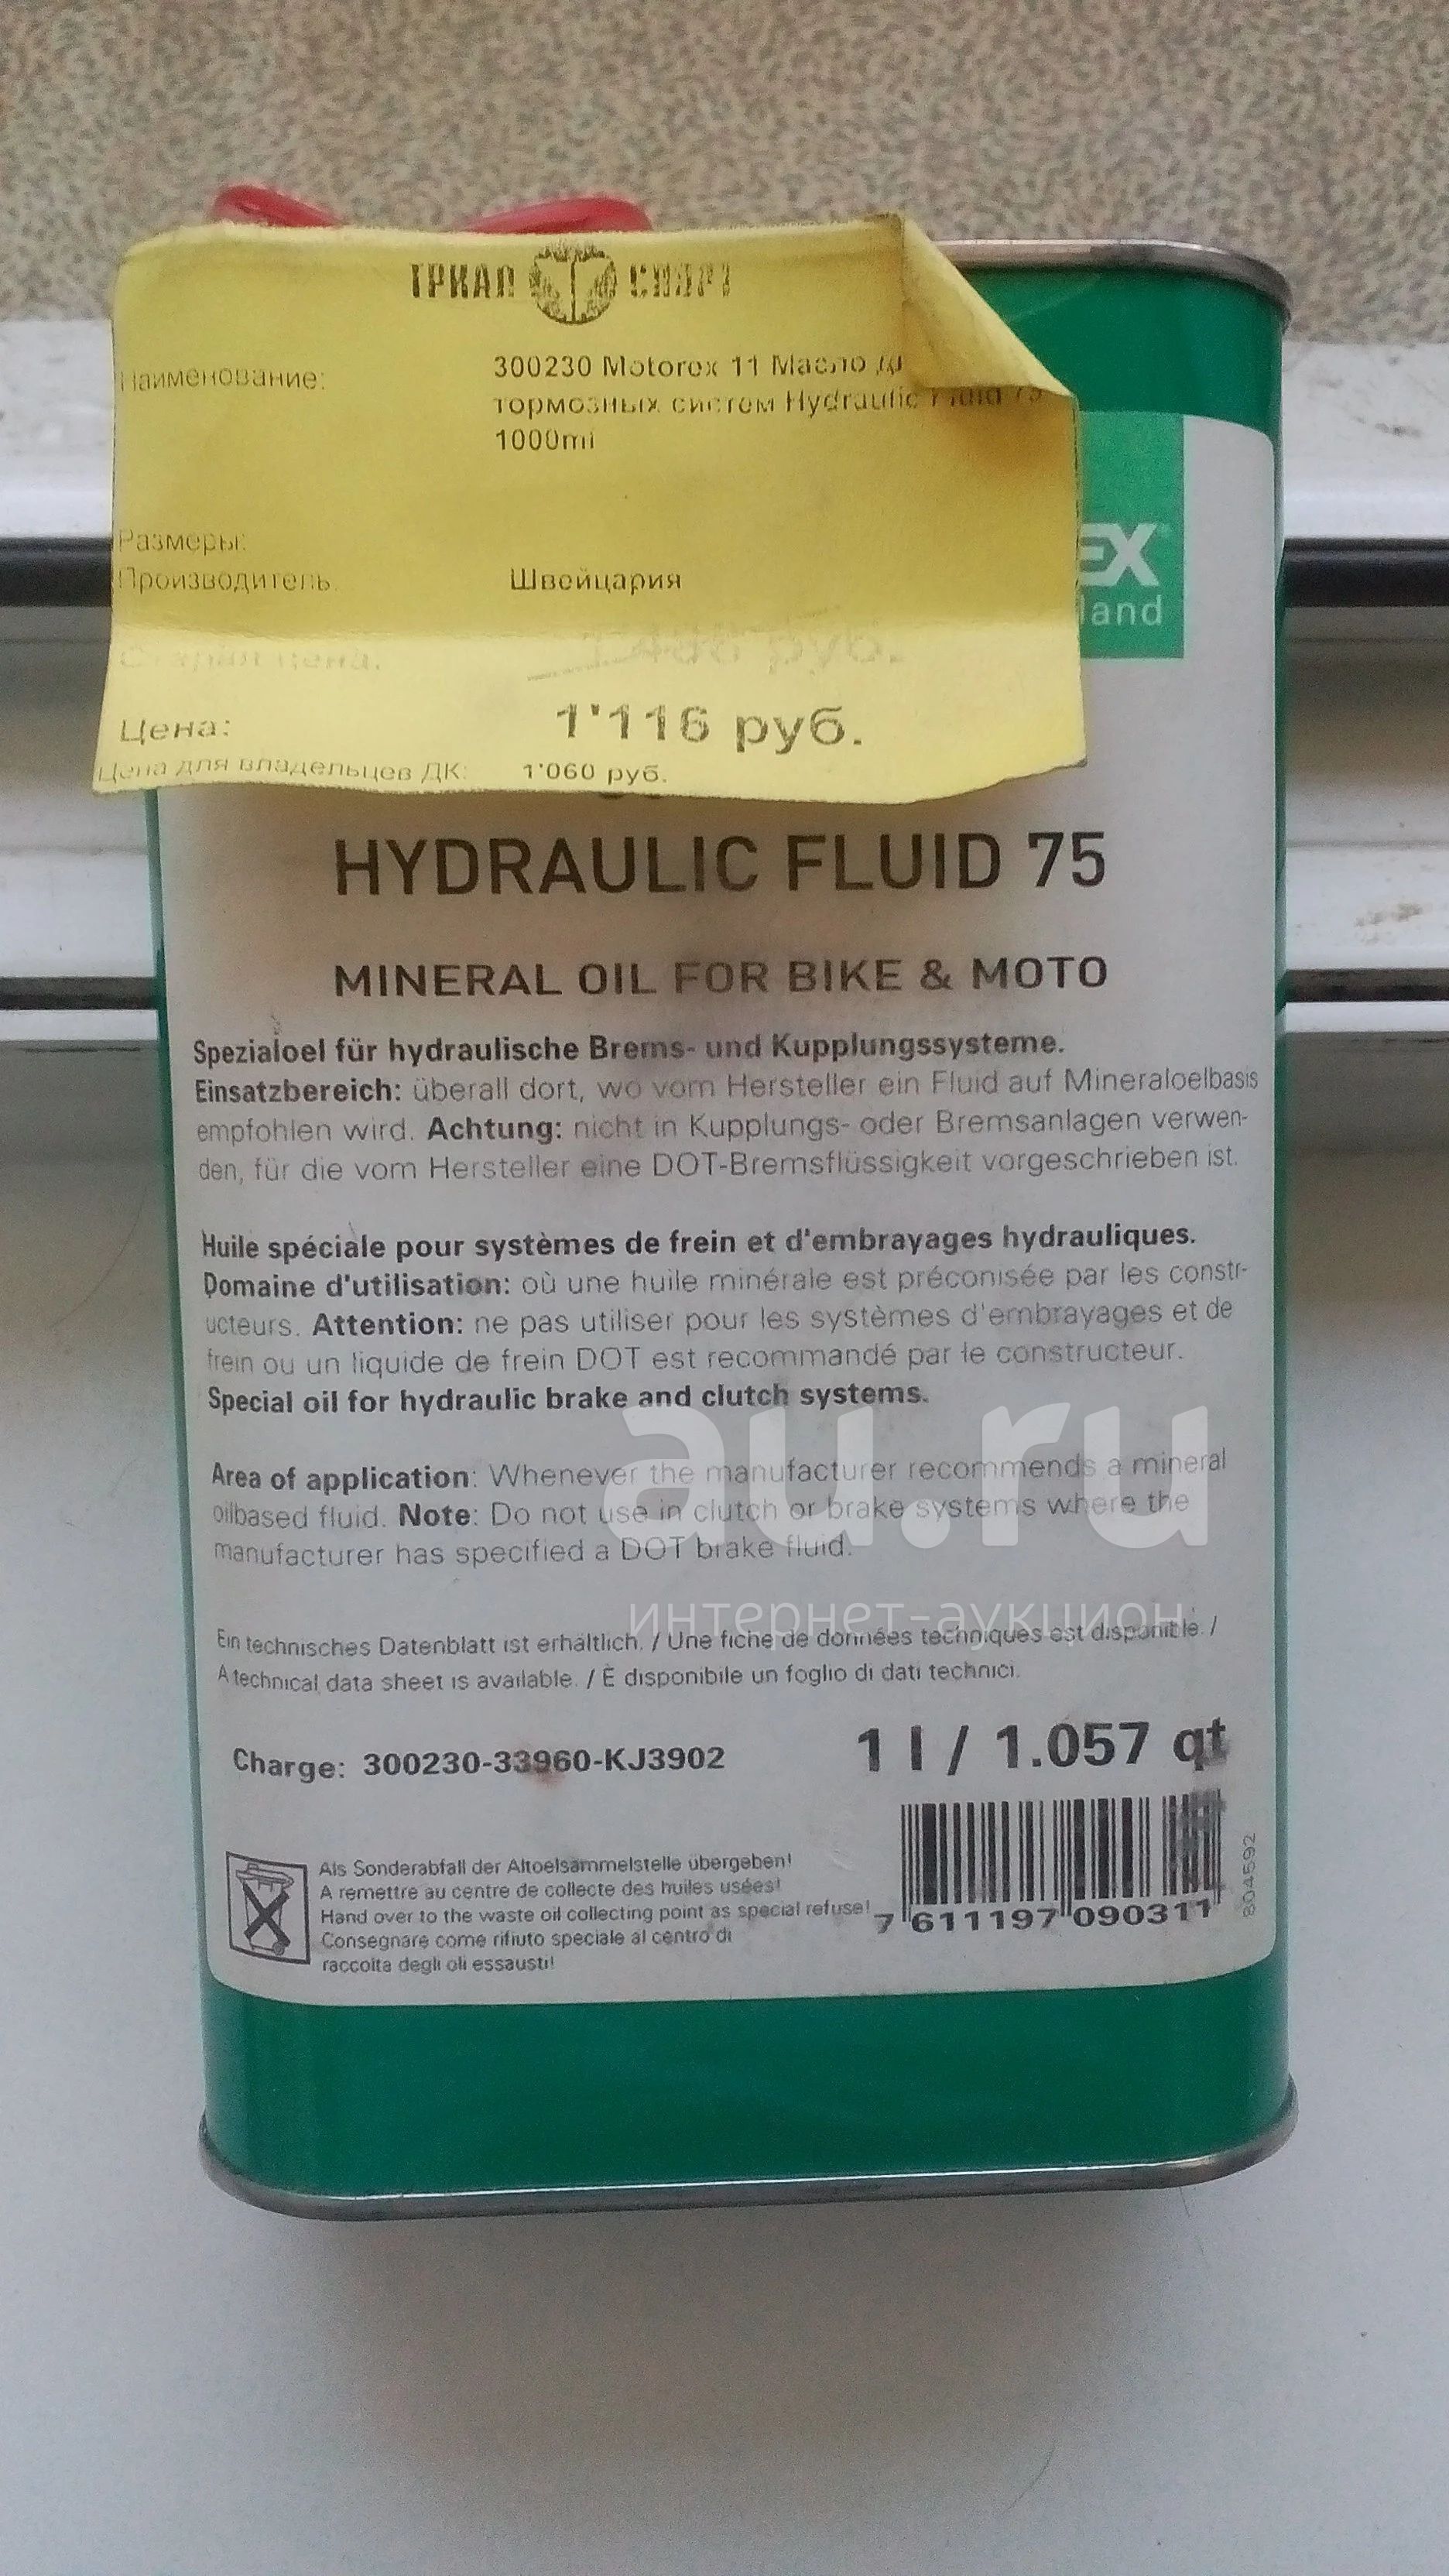 ТРИАЛ СПОРТ
Наименование: 300230 Motorex 11 Масло
тормозных систем Hydraulic Fluid 75
1000ml
Размеры:
Производитель Швейцария
Старая цена: руб.
Цена: 1'116 руб.
Цена для владельцев ДК: 1'060 руб.
HYDRAULIC FLUID 75
MINERAL OIL FOR BIKE & MOTO
Spezialoel für hydraulische Brems- und Kupplungssysteme.
Einsatzbereich: überall dort, wo vom Hersteller ein Fluid auf Mineraloelbasis
empfohlen wird. Achtung: nicht in Kupplungs- oder Bremsanlagen verwen-
den, für die vom Hersteller eine DOT-Bremsflüssigkeit vorgeschrieben ist.
Huile spéciale pour systèmes de frein et d'embrayages hydrauliques.
Domaine d'utilisation: où une huile minérale est préconisée par les constr-
ucteurs. Attention: ne pas utiliser pour les systèmes d'embrayages et de
frein ou un liquide de frein DOT est recommandé par le constructeur.
Special oil for hydraulic brake and clutch systems.
Area of application: Whenever the manufacturer recommends a mineral
oilbased fluid. Note: Do not use in clutch or brake systems where the
manufacturer has specified a DOT brake fluid.
au.ru
интернет-аукцион
Ein technisches Datenblatt ist erhältlich. / Une fiche de données techniques est disponible. /
A technical data sheet is available. / È disponibile un foglio di dati technici.
Charge: 300230-33960-KJ3902
1 l / 1.057 qt
Als Sonderabfall der Altoelsammelstelle übergeben!
A remettre au centre de collecte des huiles usées!
Hand over to the waste oil collecting point as special refuse!
Consegnare come rifiuto speciale al centro di
raccolta degli oli essausti!
7 611197 090311
804592